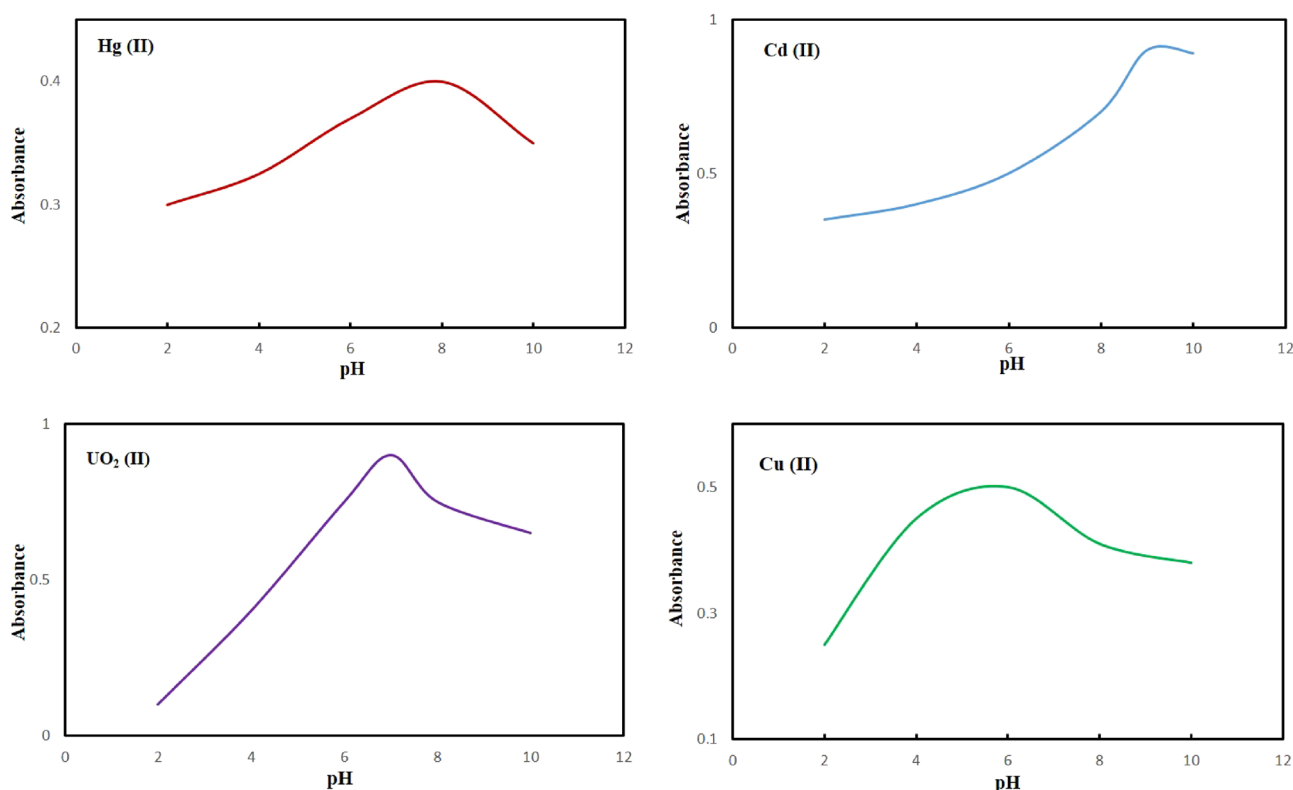 Hg (II)
Absorbance
0.4
0.3
0.2
0 2 4 6 8 10 12
pH
Cd (II)
Absorbance
1
0.5
0
0 2 4 6 8 10 12
pH
UO₂ (II)
Absorbance
1
0.5
0
0 2 4 6 8 10 12
pH
Cu (II)
Absorbance
0.5
0.3
0.1
0 2 4 6 8 10 12
pH